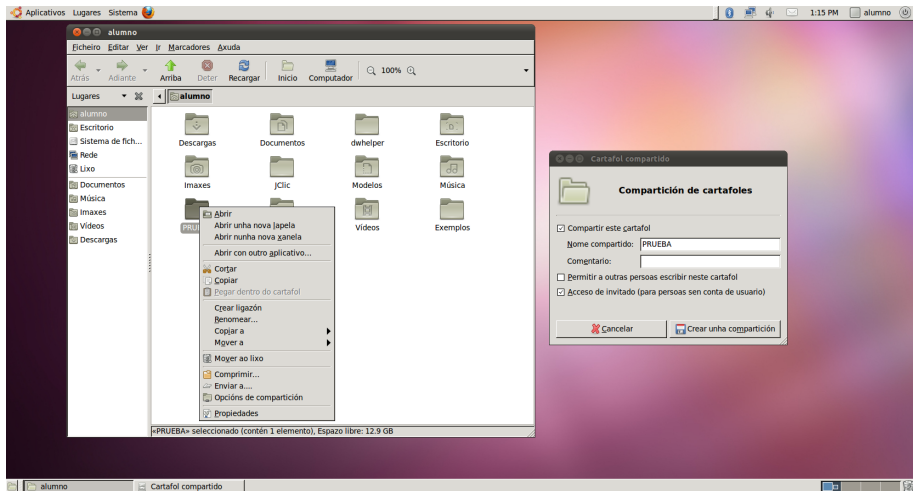 Aplicativos Lugares Sistema 1:15 PM alumno
alumno
Ficheiro Editar Ver Ir Marcadores Axuda
Atrás Adiante Arriba Deter Recargar Inicio Computador 100%
Lugares alumno
alumno
Escritorio
Sistema de fich...
Rede
Lixo
Documentos
Música
Imaxes
Vídeos
Descargas
Descargas Documentos dwhelper Escritorio
Imaxes JClic Modelos Música
Vídeos Exemplos
Abrir
Abrir unha nova lapela
Abrir nunha nova xanela
Abrir con outro aplicativo...
Cortar
Copiar
Pegar dentro do cartafol
Crear ligazón
Renomear...
Copiar a
Mover a
Mover ao lixo
Comprimir...
Enviar a....
Opcións de compartición
Propiedades
«PRUEBA» seleccionado (contén 1 elemento), Espazo libre: 12.9 GB
Cartafol compartido
Compartición de cartafoles
Compartir este cartafol
Nome compartido: PRUEBA
Comentario:
Permitir a outras persoas escribir neste cartafol
Acceso de invitado (para persoas sen conta de usuario)
Cancelar Crear unha compartición
alumno Cartafol compartido